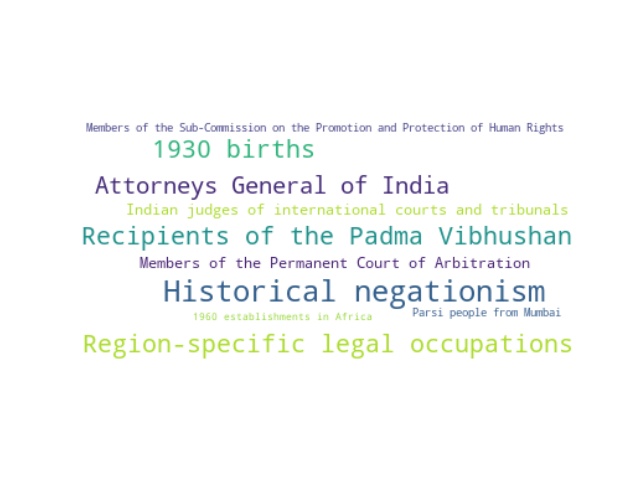 Members of the Sub-Commission on the Promotion and Protection of Human Rights
1930 births
Attorneys General of India
Indian judges of international courts and tribunals
Recipients of the Padma Vibhushan
Members of the Permanent Court of Arbitration
Historical negationism
1960 establishments in Africa
Parsi people from Mumbai
Region-specific legal occupations